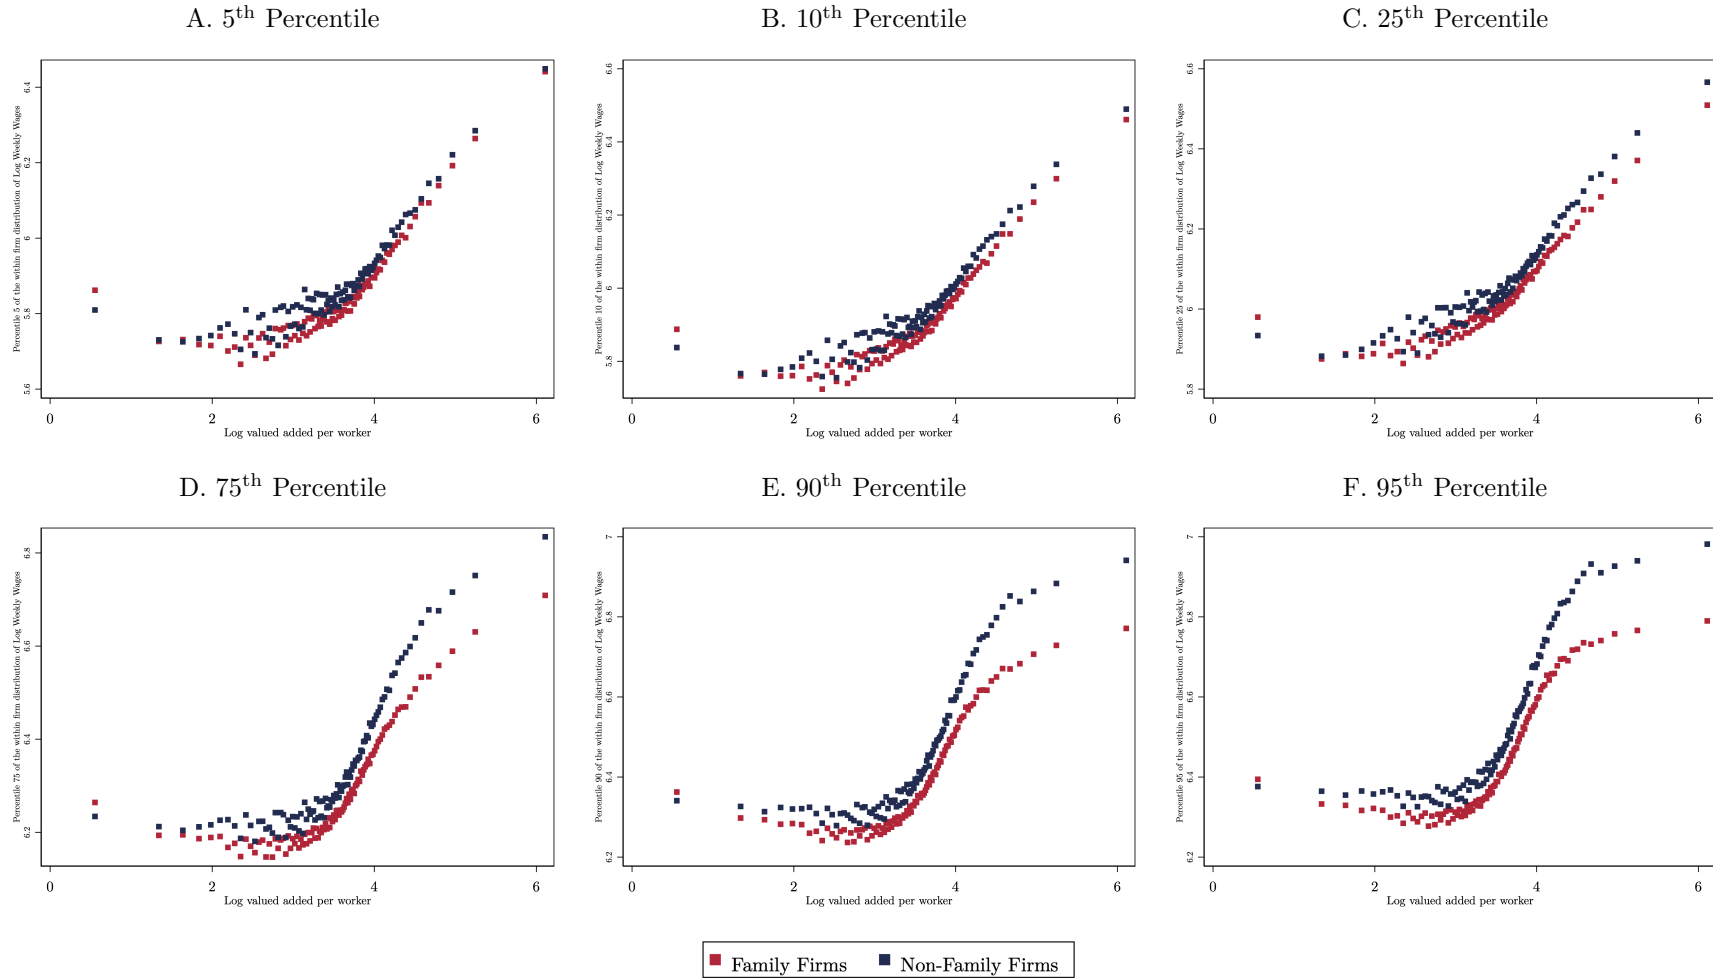 A. 5th Percentile
B. 10th Percentile
C. 25th Percentile
Percentile 5 of the within firm distribution of Log Weekly Wages
6.4
6.2
6
5.8
5.6
0 2 4 6
Log valued added per worker
Percentile 10 of the within firm distribution of Log Weekly Wages
6.6
6.4
6.2
6
5.8
0 2 4 6
Log valued added per worker
Percentile 25 of the within firm distribution of Log Weekly Wages
6.6
6.4
6.2
6
5.8
0 2 4 6
Log valued added per worker
D. 75th Percentile
E. 90th Percentile
F. 95th Percentile
Percentile 75 of the within firm distribution of Log Weekly Wages
6.8
6.6
6.4
6.2
0 2 4 6
Log valued added per worker
Percentile 90 of the within firm distribution of Log Weekly Wages
7
6.8
6.6
6.4
6.2
0 2 4 6
Log valued added per worker
Percentile 95 of the within firm distribution of Log Weekly Wages
7
6.8
6.6
6.4
6.2
0 2 4 6
Log valued added per worker
Family Firms Non-Family Firms